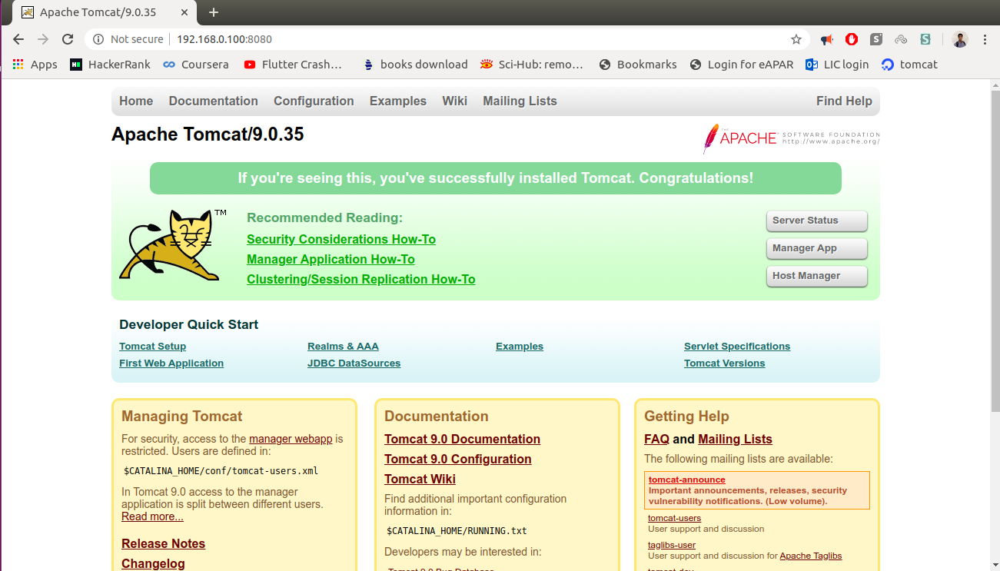 Apache Tomcat/9.0.35
Not secure 192.168.0.100:8080
Apps HackerRank Coursera Flutter Crash... books download Sci-Hub: remo... Bookmarks Login for eAPAR LIC login tomcat
Home Documentation Configuration Examples Wiki Mailing Lists Find Help
Apache Tomcat/9.0.35
THE APACHE SOFTWARE FOUNDATION
http://www.apache.org/
If you're seeing this, you've successfully installed Tomcat. Congratulations!
TM
Recommended Reading:
Security Considerations How-To
Manager Application How-To
Clustering/Session Replication How-To
Server Status
Manager App
Host Manager
Developer Quick Start
Tomcat Setup
First Web Application
Realms & AAA
JDBC DataSources
Examples
Servlet Specifications
Tomcat Versions
Managing Tomcat
For security, access to the manager webapp is
restricted. Users are defined in:
$CATALINA_HOME/conf/tomcat-users.xml
In Tomcat 9.0 access to the manager
application is split between different users.
Read more...
Release Notes
Changelog
Documentation
Tomcat 9.0 Documentation
Tomcat 9.0 Configuration
Tomcat Wiki
Find additional important configuration
information in:
$CATALINA_HOME/RUNNING.txt
Developers may be interested in:
Tomcat 9.0 Bug Database
Getting Help
FAQ and Mailing Lists
The following mailing lists are available:
tomcat-announce
Important announcements, releases, security
vulnerability notifications. (Low volume).
tomcat-users
User support and discussion
taglibs-user
User support and discussion for Apache Taglibs
tomcat-dev